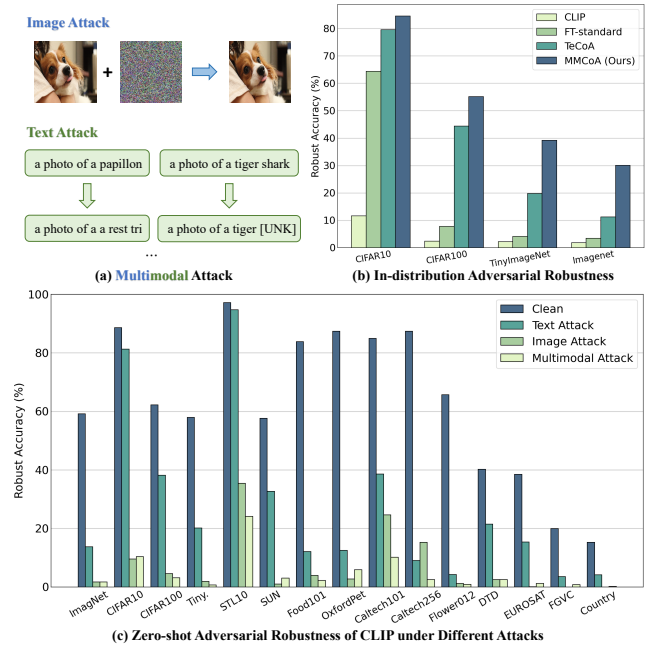 Image Attack
+
Text Attack
a photo of a papillon
a photo of a tiger shark
a photo of a a rest tri
a photo of a tiger [UNK]
...
(a) Multimodal Attack
Robust Accuracy (%)
80
70
60
50
40
30
20
10
0
CLIP
FT-standard
TeCoA
MMCoA (Ours)
CIFAR10
CIFAR100
TinyImageNet
Imagenet
(b) In-distribution Adversarial Robustness
Robust Accuracy (%)
100
80
60
40
20
0
Clean
Text Attack
Image Attack
Multimodal Attack
ImagNet
CIFAR10
CIFAR100
Tiny.
STL10
SUN
Food101
OxfordPet
Caltech101
Caltech256
Flower012
DTD
EUROSAT
FGVC
Country
(c) Zero-shot Adversarial Robustness of CLIP under Different Attacks